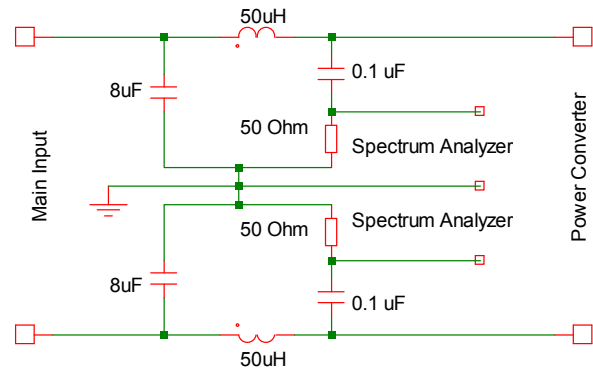 50uH
0.1 uF
8uF
50 Ohm
Spectrum Analyzer
Main Input
Power Converter
Spectrum Analyzer
50 Ohm
8uF
0.1 uF
50uH